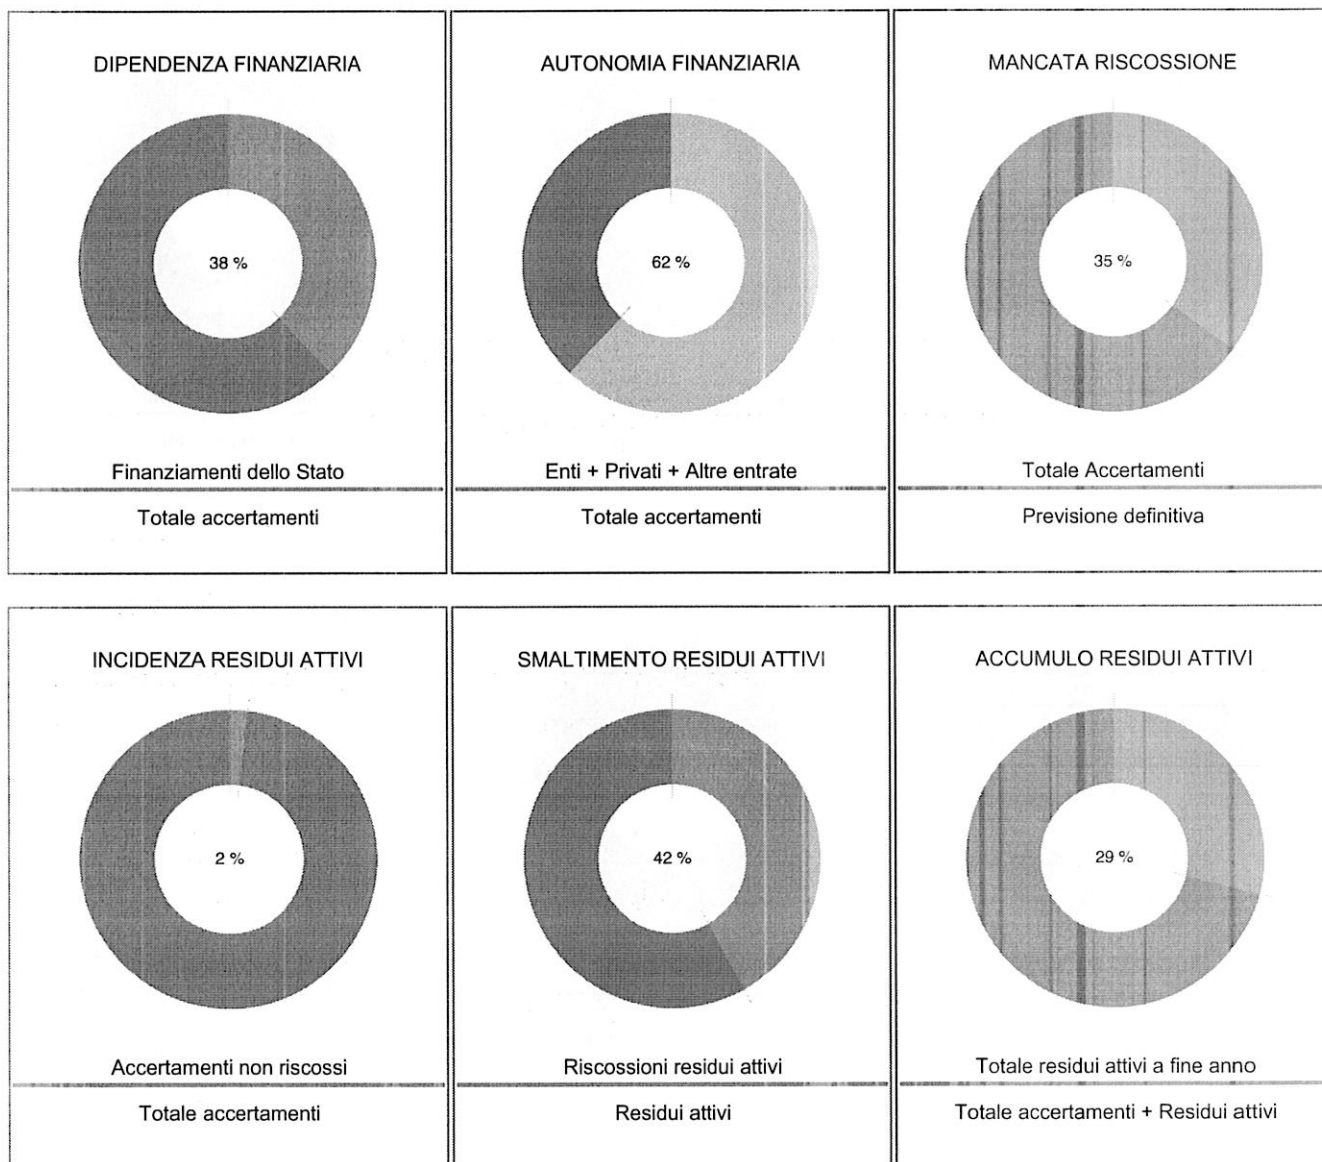 DIPENDENZA FINANZIARIA
38 %
Finanziamenti dello Stato
Totale accertamenti
AUTONOMIA FINANZIARIA
62 %
Enti + Privati + Altre entrate
Totale accertamenti
MANCATA RISCOSSIONE
35 %
Totale Accertamenti
Previsione definitiva
INCIDENZA RESIDUI ATTIVI
2 %
Accertamenti non riscossi
Totale accertamenti
SMALTIMENTO RESIDUI ATTIVI
42 %
Riscossioni residui attivi
Residui attivi
ACCUMULO RESIDUI ATTIVI
29 %
Totale residui attivi a fine anno
Totale accertamenti + Residui attivi